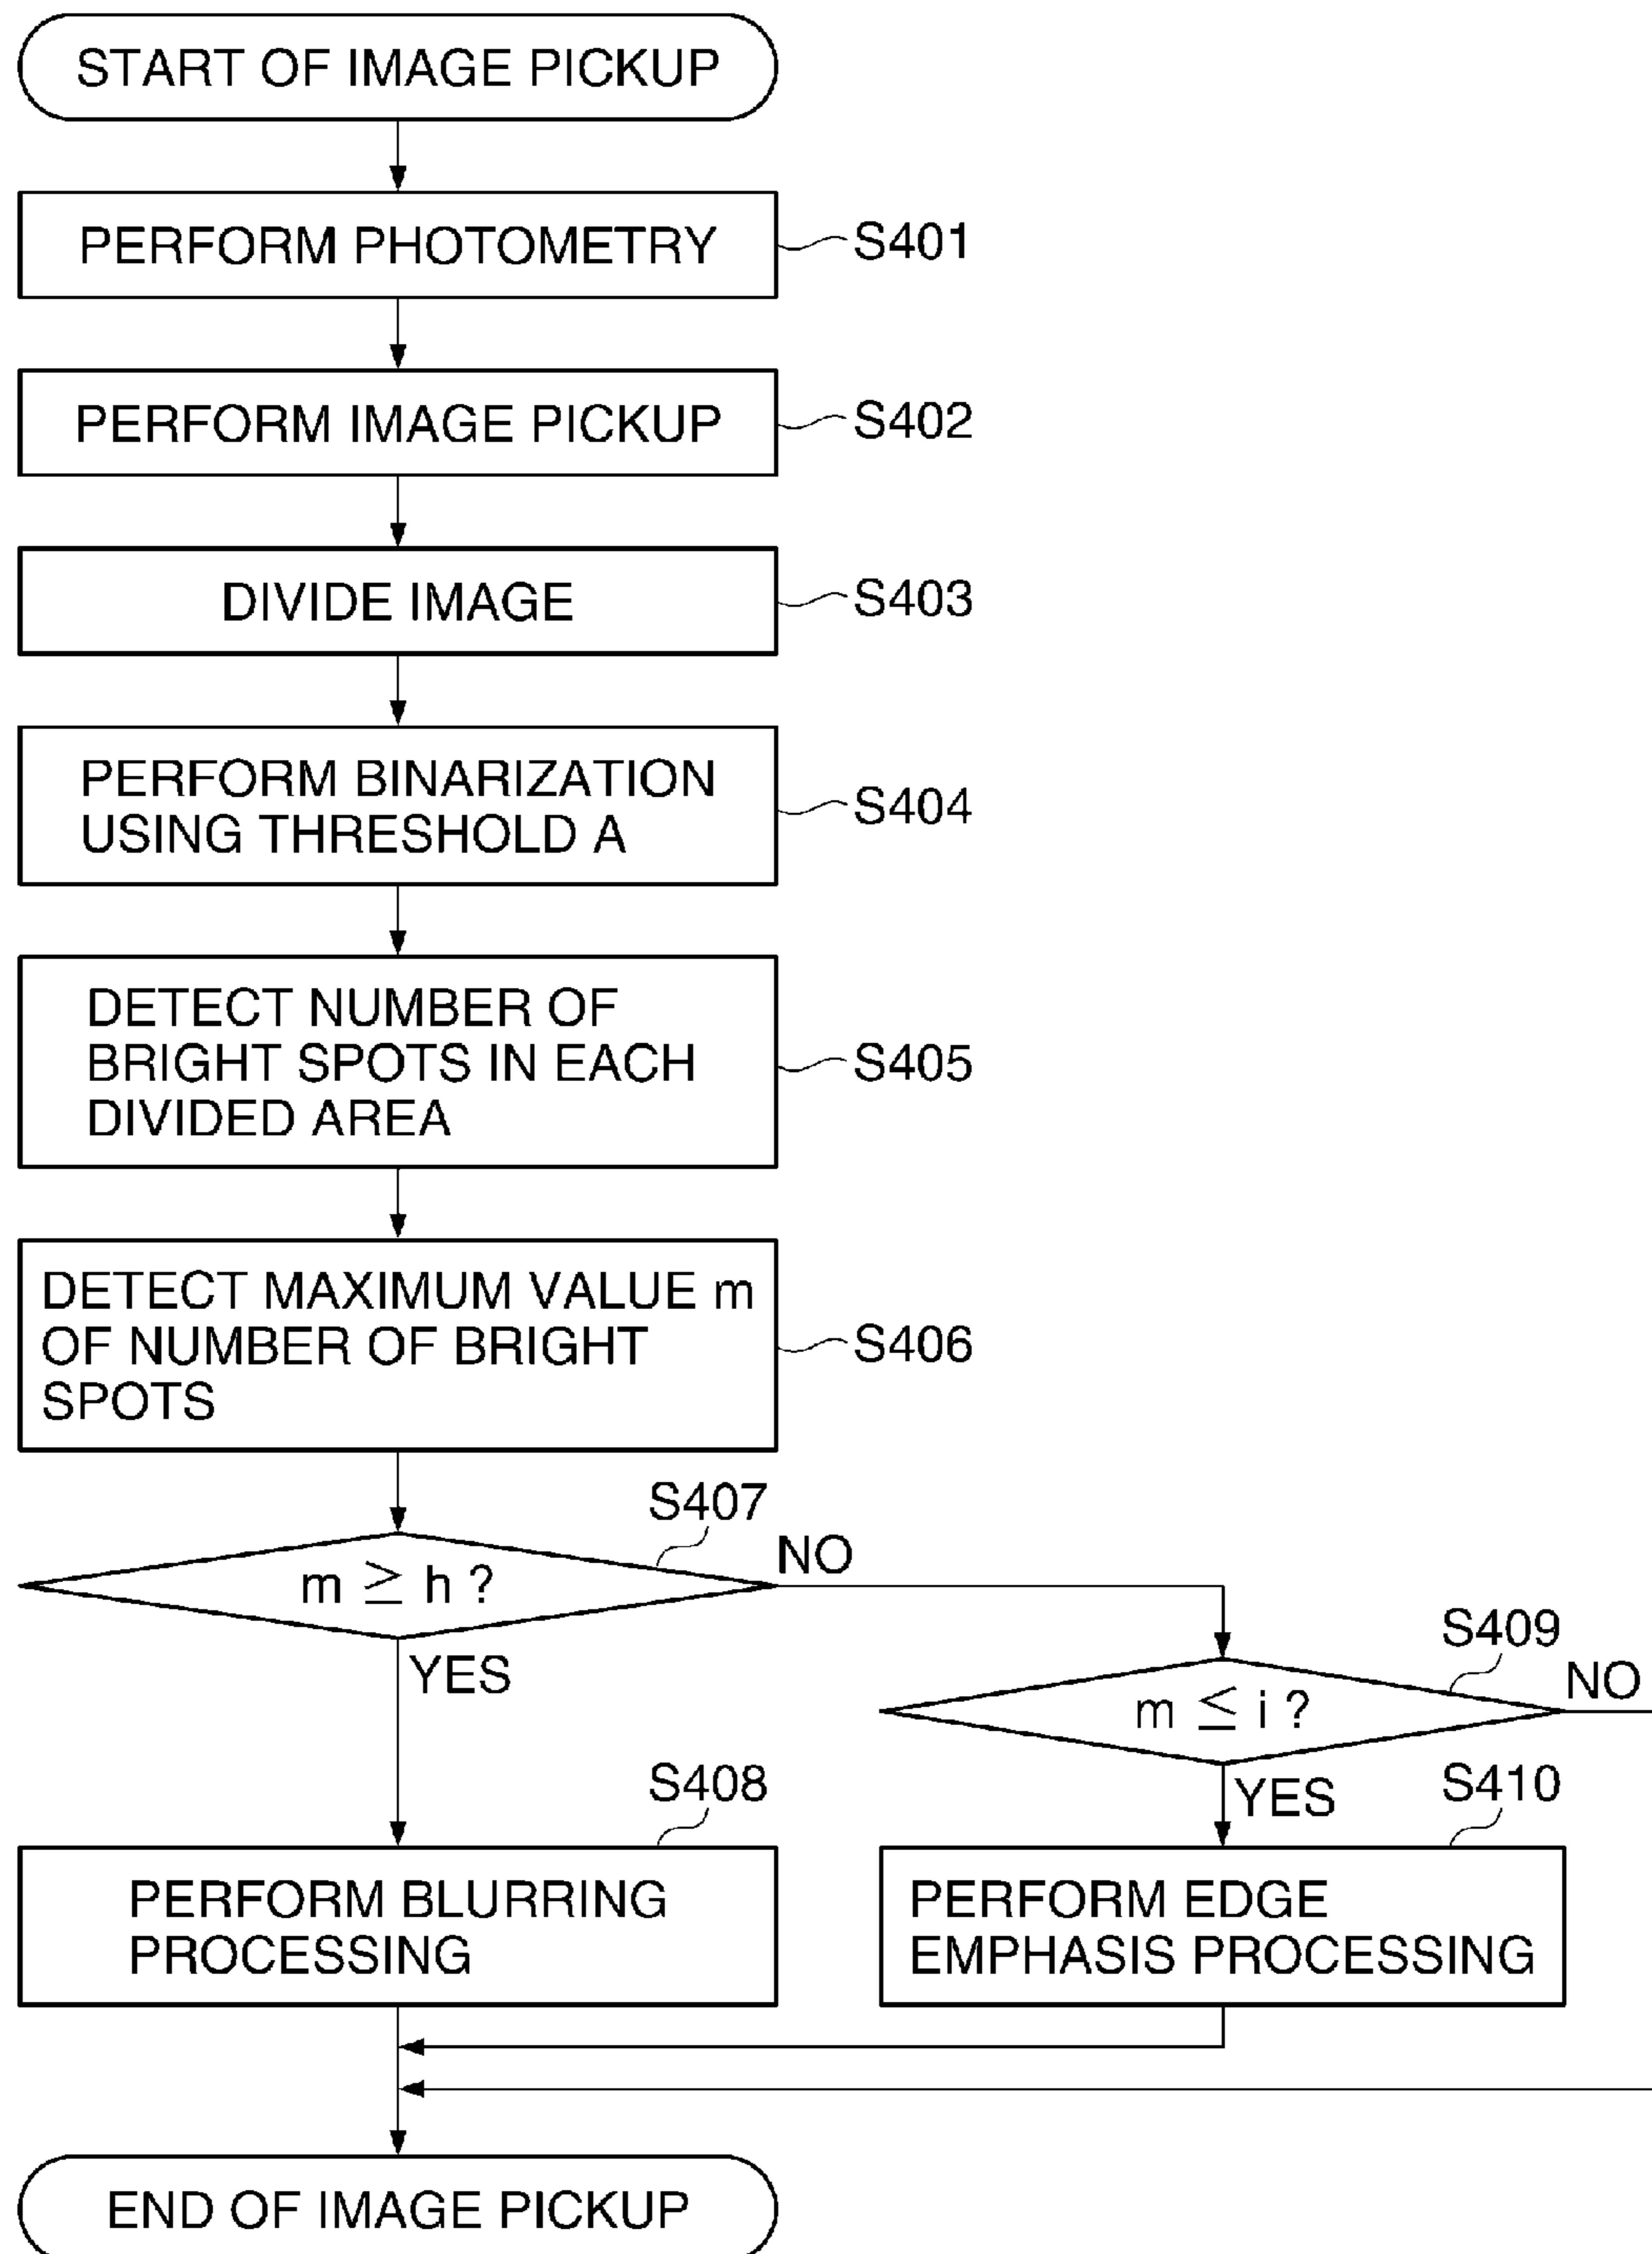 START OF IMAGE PICKUP
PERFORM PHOTOMETRY
S401
PERFORM IMAGE PICKUP
S402
DIVIDE IMAGE
S403
PERFORM BINARIZATION
USING THRESHOLD A
S404
DETECT NUMBER OF
BRIGHT SPOTS IN EACH
DIVIDED AREA
S405
DETECT MAXIMUM VALUE m
OF NUMBER OF BRIGHT
SPOTS
S406
S407
m ≧ h ?
NO
YES
S409
m ≦ i ?
NO
YES
S408
PERFORM BLURRING
PROCESSING
S410
PERFORM EDGE
EMPHASIS PROCESSING
END OF IMAGE PICKUP